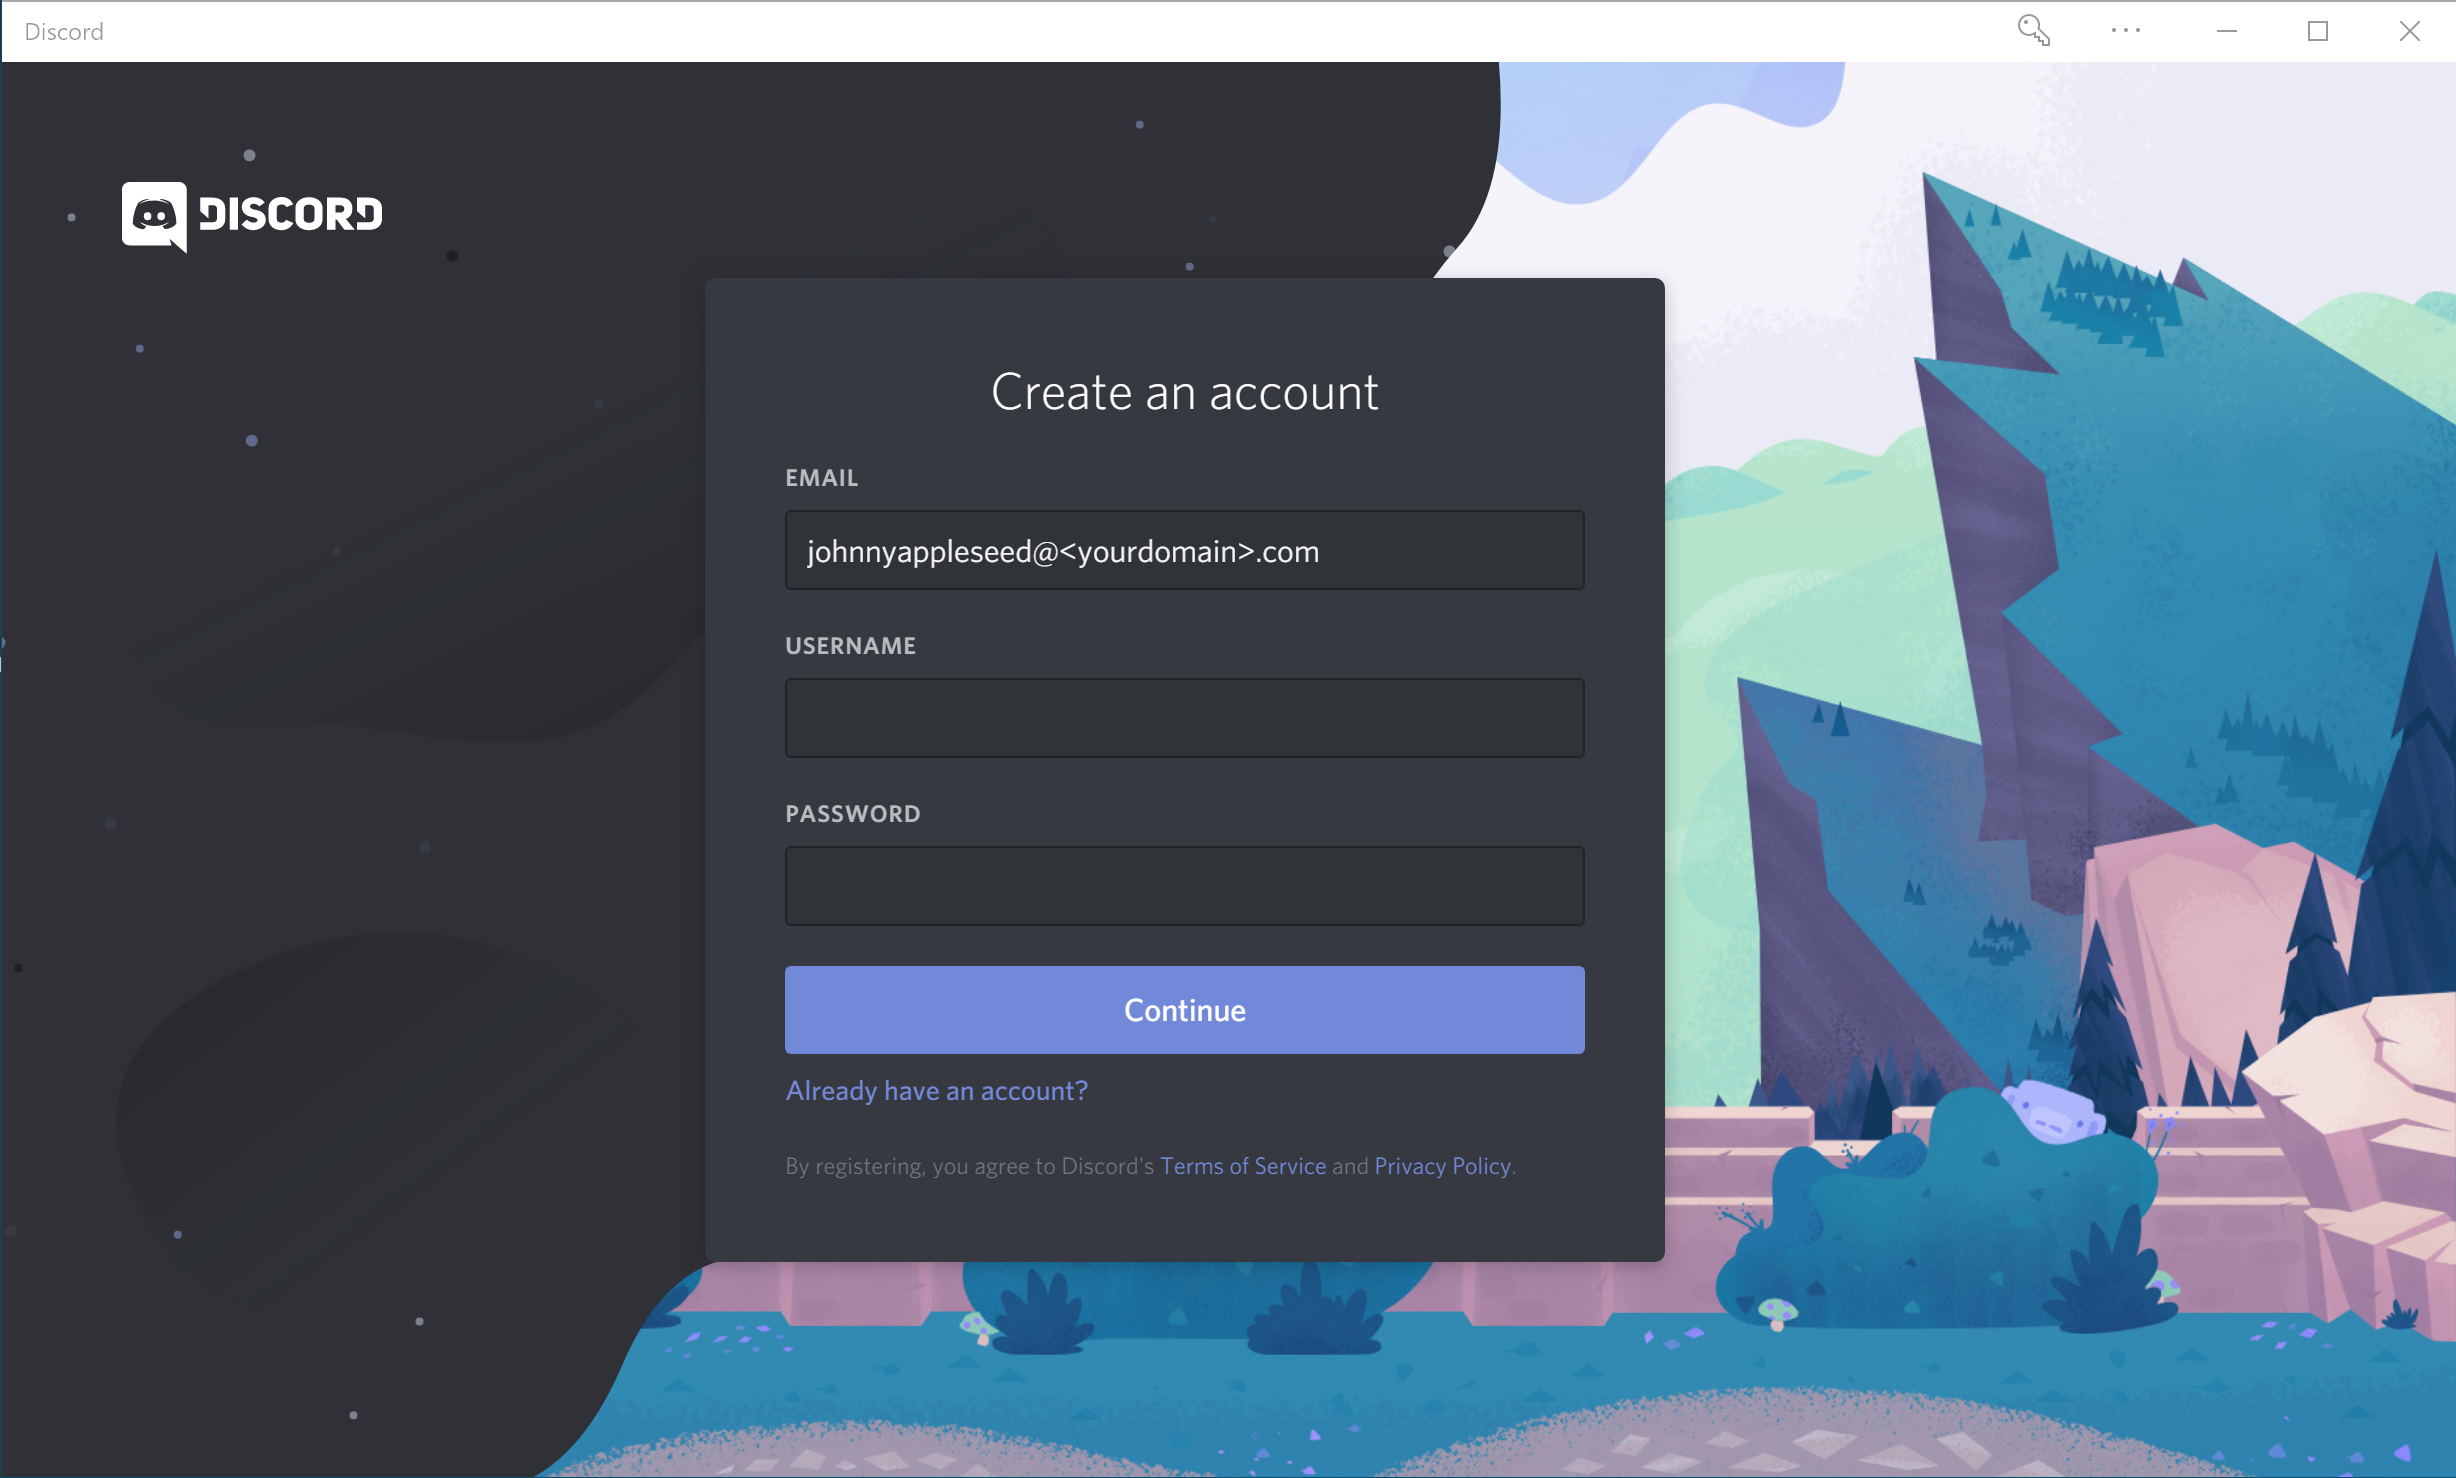 Discord
DISCORD
Create an account
EMAIL
johnnyappleseed@<yourdomain>.com
USERNAME
PASSWORD
Continue
Already have an account?
By registering, you agree to Discord's Terms of Service and Privacy Policy.